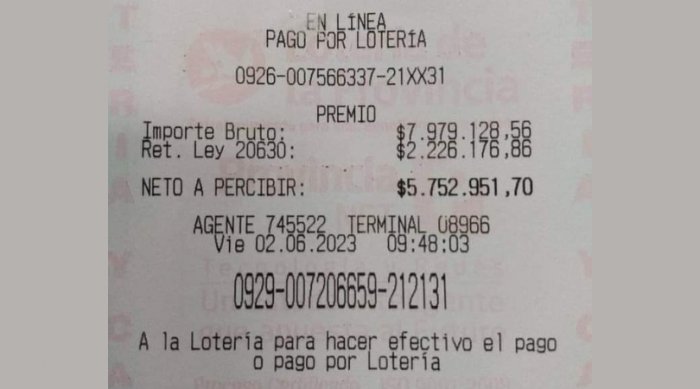 EN LÍNEA
PAGO POR LOTERÍA
0926-007566337-21XX31
PREMIO
Importe Bruto: $7.979.128,56
Ret. Ley 20630: $2.226.176,86
NETO A PERCIBIR: $5.752.951,70
AGENTE 745522 TERMINAL 08966
Vie 02.06.2023 09:48:03
0929-007206659-212131
A la Lotería para hacer efectivo el pago
o pago por Lotería